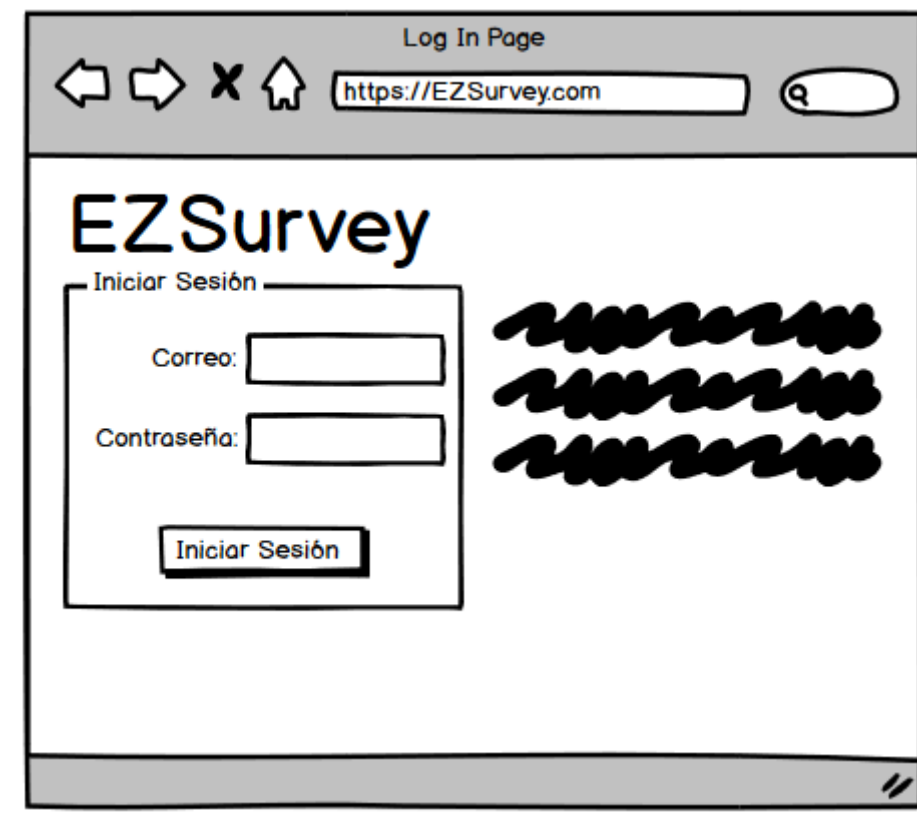 Log In Page
https://EZSurvey.com
EZSurvey
Iniciar Sesión
Correo:
Contraseña:
Iniciar Sesión